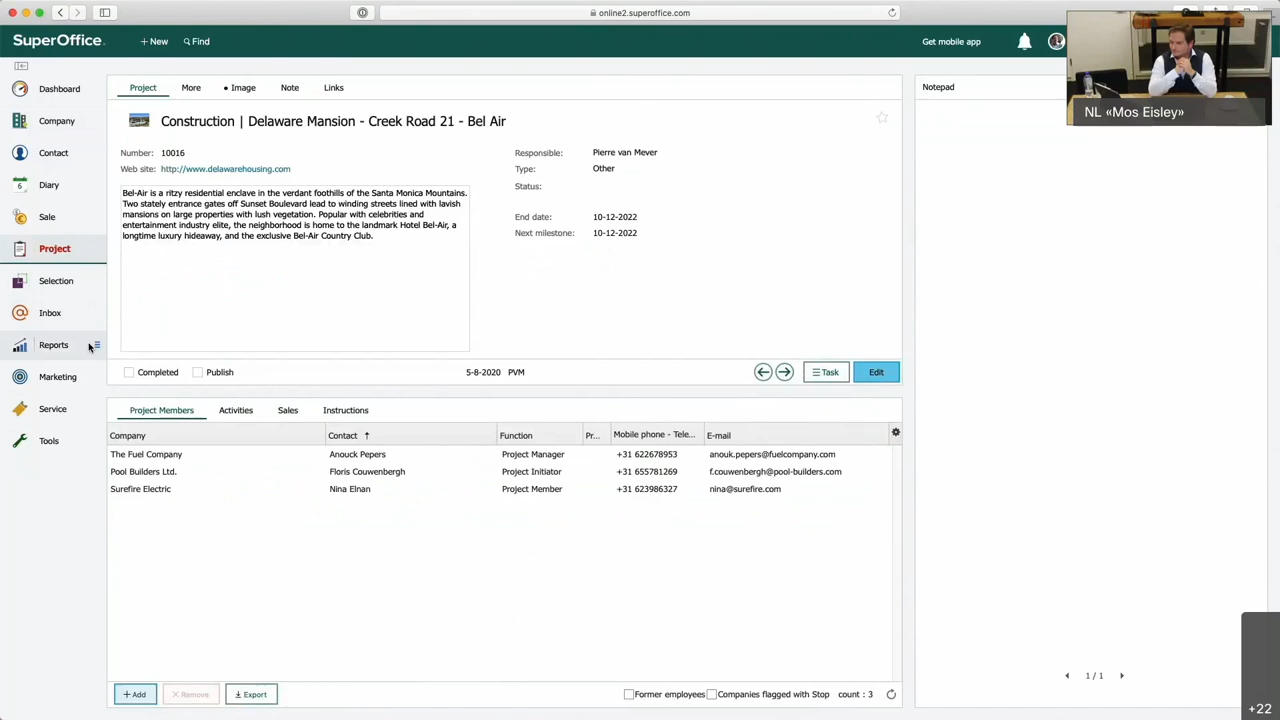 online2.superoffice.com
SuperOffice.
+ New
Find
Get mobile app
NL «Mos Eisley»
Dashboard
Company
Contact
6
Diary
Sale
Project
Selection
Inbox
Reports
Marketing
Service
Tools
Project
More
Image
Note
Links
Construction | Delaware Mansion - Creek Road 21 - Bel Air
Number: 10016
Web site: http://www.delawarehousing.com
Bel-Air is a ritzy residential enclave in the verdant foothills of the Santa Monica Mountains.
Two stately entrance gates off Sunset Boulevard lead to winding streets lined with lavish
mansions on large properties with lush vegetation. Popular with celebrities and
entertainment industry elite, the neighborhood is home to the landmark Hotel Bel-Air, a
longtime luxury hideaway, and the exclusive Bel-Air Country Club.
Responsible: Pierre van Mever
Type: Other
Status:
End date: 10-12-2022
Next milestone: 10-12-2022
Completed
Publish
5-8-2020 PVM
Task
Edit
Project Members
Activities
Sales
Instructions
Company Contact Function Pr... Mobile phone - Tele... E-mail
The Fuel Company Anouck Pepers Project Manager +31 622678953 anouk.pepers@fuelcompany.com
Pool Builders Ltd. Floris Couwenbergh Project Initiator +31 655781269 f.couwenbergh@pool-builders.com
Surefire Electric Nina Elnan Project Member +31 623986327 nina@surefire.com
+ Add
Remove
Export
Former employees
Companies flagged with Stop
count : 3
Notepad
1 / 1
+22